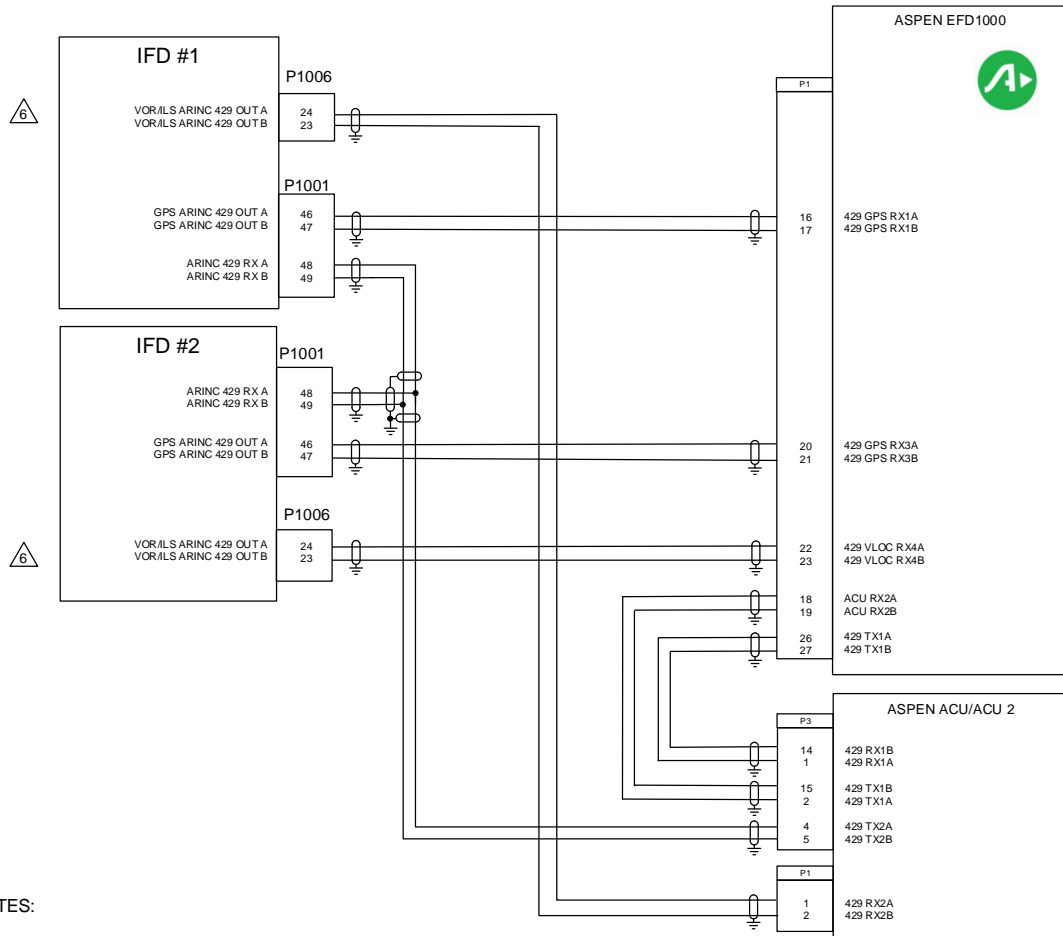 ASPEN EFD1000
IFD #1
P1006
P1
6
VOR/ILS ARINC 429 OUT A 24
VOR/ILS ARINC 429 OUT B 23
P1001
GPS ARINC 429 OUT A 46
GPS ARINC 429 OUT B 47
16 429 GPS RX1A
17 429 GPS RX1B
ARINC 429 RX A 48
ARINC 429 RX B 49
IFD #2
P1001
ARINC 429 RX A 48
ARINC 429 RX B 49
GPS ARINC 429 OUT A 46
GPS ARINC 429 OUT B 47
20 429 GPS RX3A
21 429 GPS RX3B
P1006
6
VOR/ILS ARINC 429 OUT A 24
VOR/ILS ARINC 429 OUT B 23
22 429 VLOC RX4A
23 429 VLOC RX4B
18 ACU RX2A
19 ACU RX2B
26 429 TX1A
27 429 TX1B
ASPEN ACU/ACU 2
P3
14 429 RX1B
1 429 RX1A
15 429 TX1B
2 429 TX1A
4 429 TX2A
5 429 TX2B
P1
1 429 RX2A
2 429 RX2B
TES: